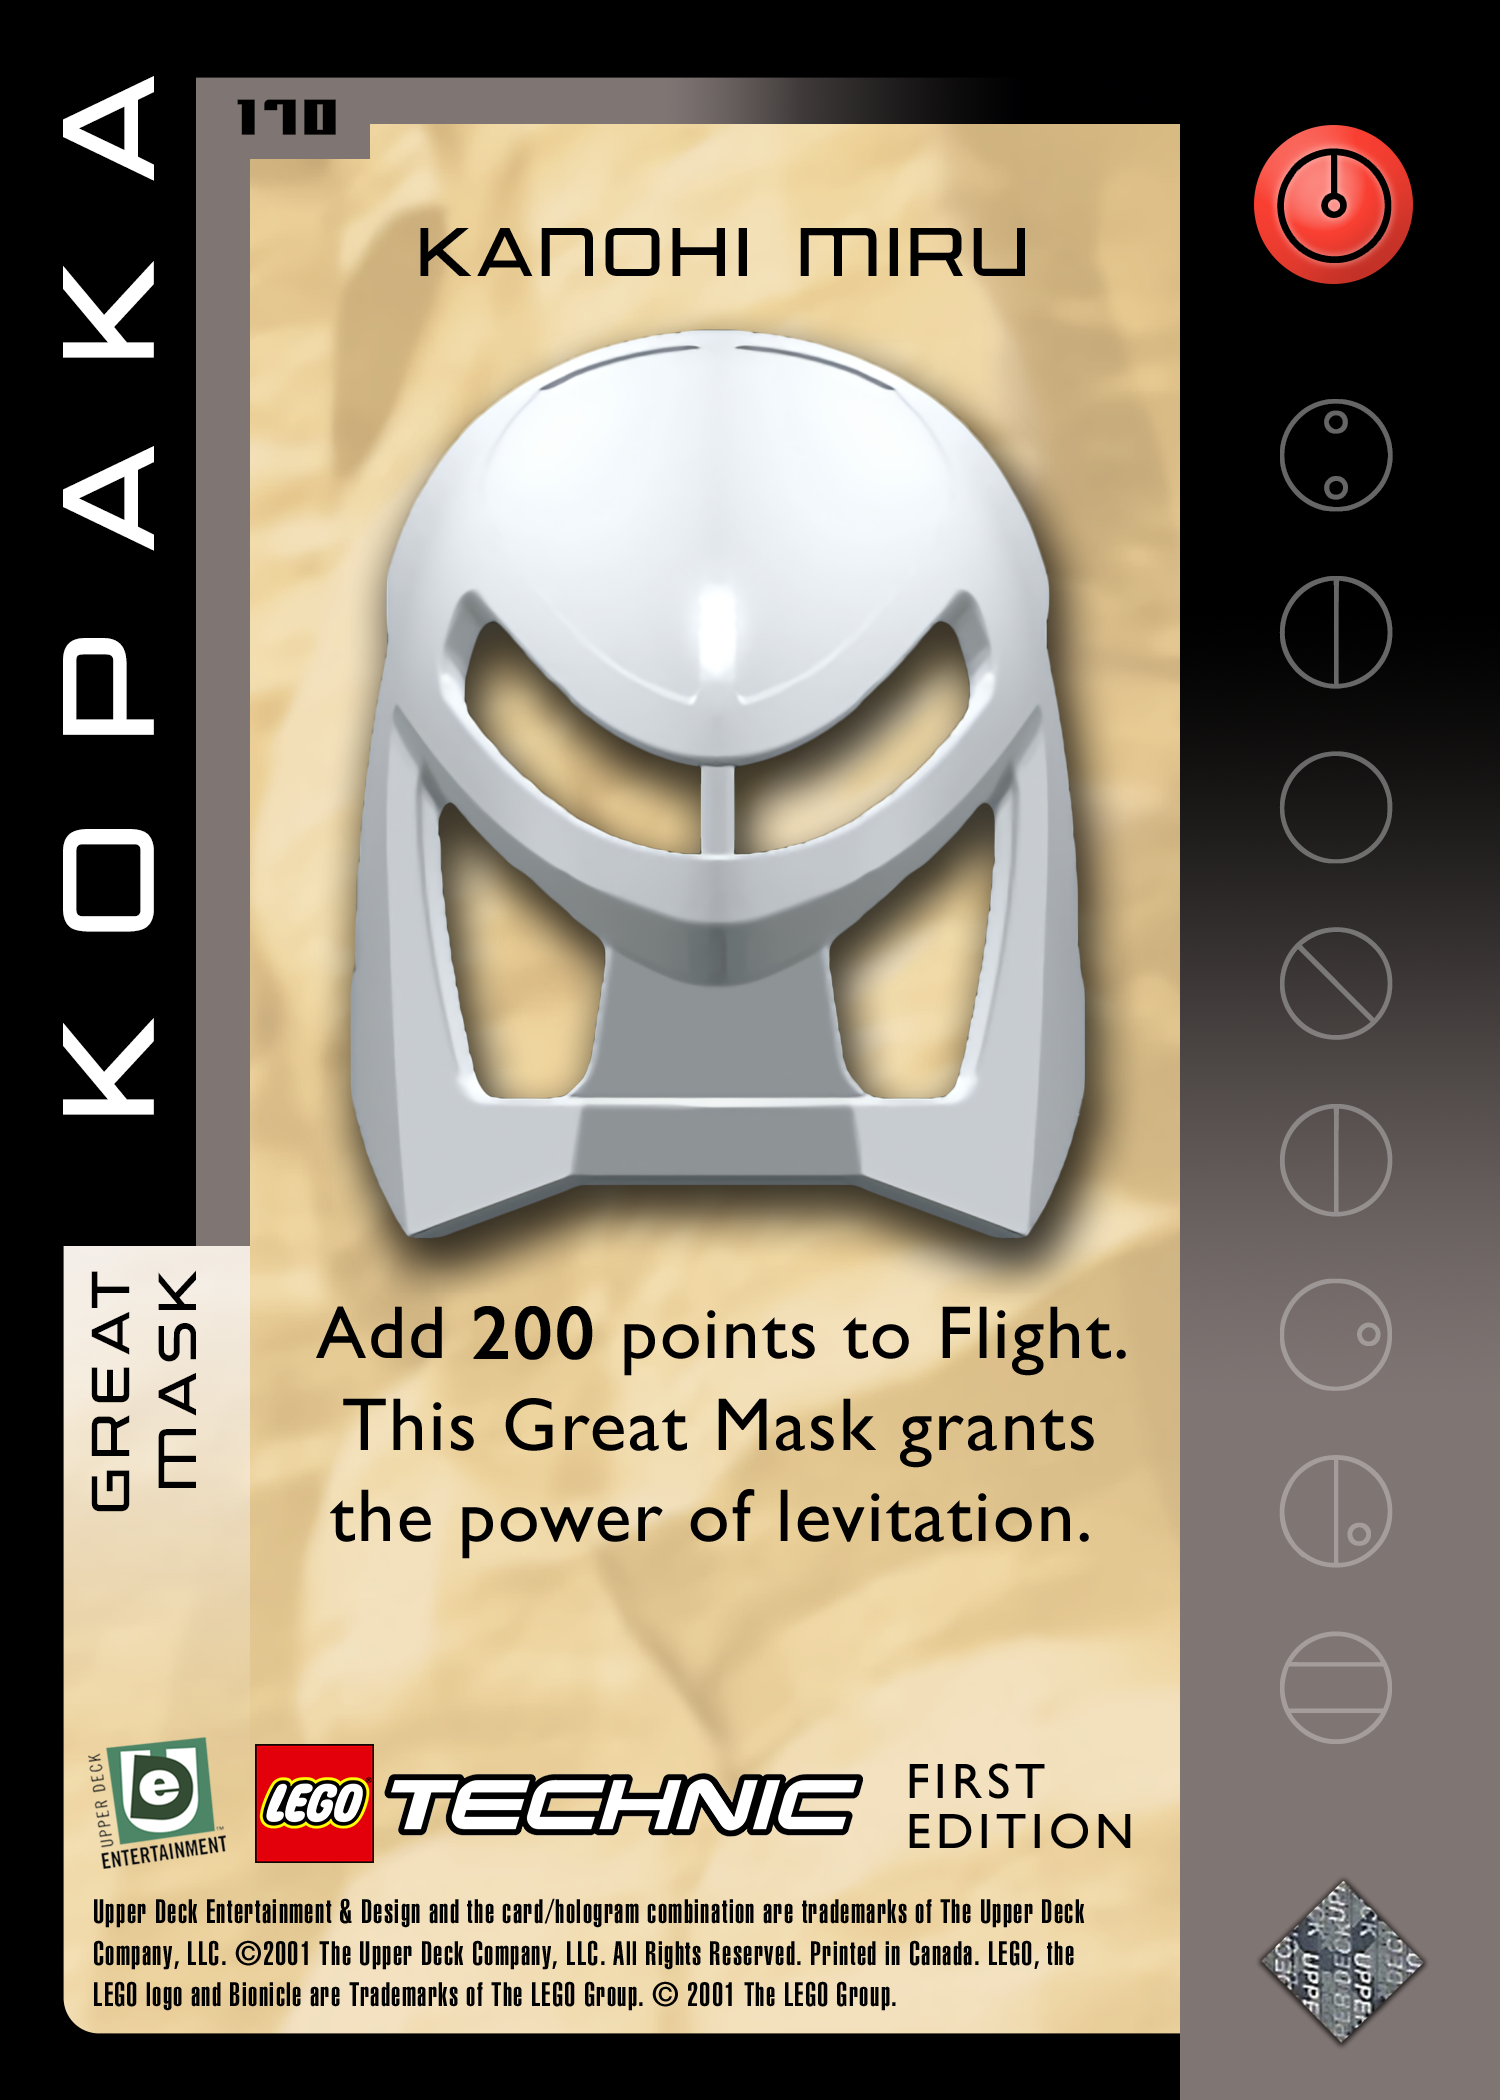 KOPAKA
170
KANOHI MIRU
GREAT
MASK
Add 200 points to Flight.
This Great Mask grants
the power of levitation.
UPPER DECK
ue
ENTERTAINMENT
LEGO TECHNIC
FIRST
EDITION
Upper Deck Entertainment & Design and the card/hologram combination are trademarks of The Upper Deck
Company, LLC. ©2001 The Upper Deck Company, LLC. All Rights Reserved. Printed in Canada. LEGO, the
LEGO logo and Bionicle are Trademarks of The LEGO Group. © 2001 The LEGO Group.